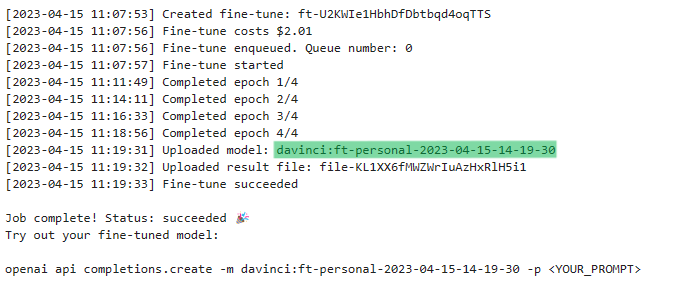 [2023-04-15 11:07:53] Created fine-tune: ft-U2KWIe1HbhDfDbtbqd4oqTTS
[2023-04-15 11:07:56] Fine-tune costs $2.01
[2023-04-15 11:07:56] Fine-tune enqueued. Queue number: 0
[2023-04-15 11:07:57] Fine-tune started
[2023-04-15 11:11:49] Completed epoch 1/4
[2023-04-15 11:14:11] Completed epoch 2/4
[2023-04-15 11:16:33] Completed epoch 3/4
[2023-04-15 11:18:56] Completed epoch 4/4
[2023-04-15 11:19:31] Uploaded model: davinci:ft-personal-2023-04-15-14-19-30
[2023-04-15 11:19:32] Uploaded result file: file-KL1XX6fMWZWrIuAzHxRlH5i1
[2023-04-15 11:19:33] Fine-tune succeeded
Job complete! Status: succeeded 🎉
Try out your fine-tuned model:
openai api completions.create -m davinci:ft-personal-2023-04-15-14-19-30 -p <YOUR_PROMPT>